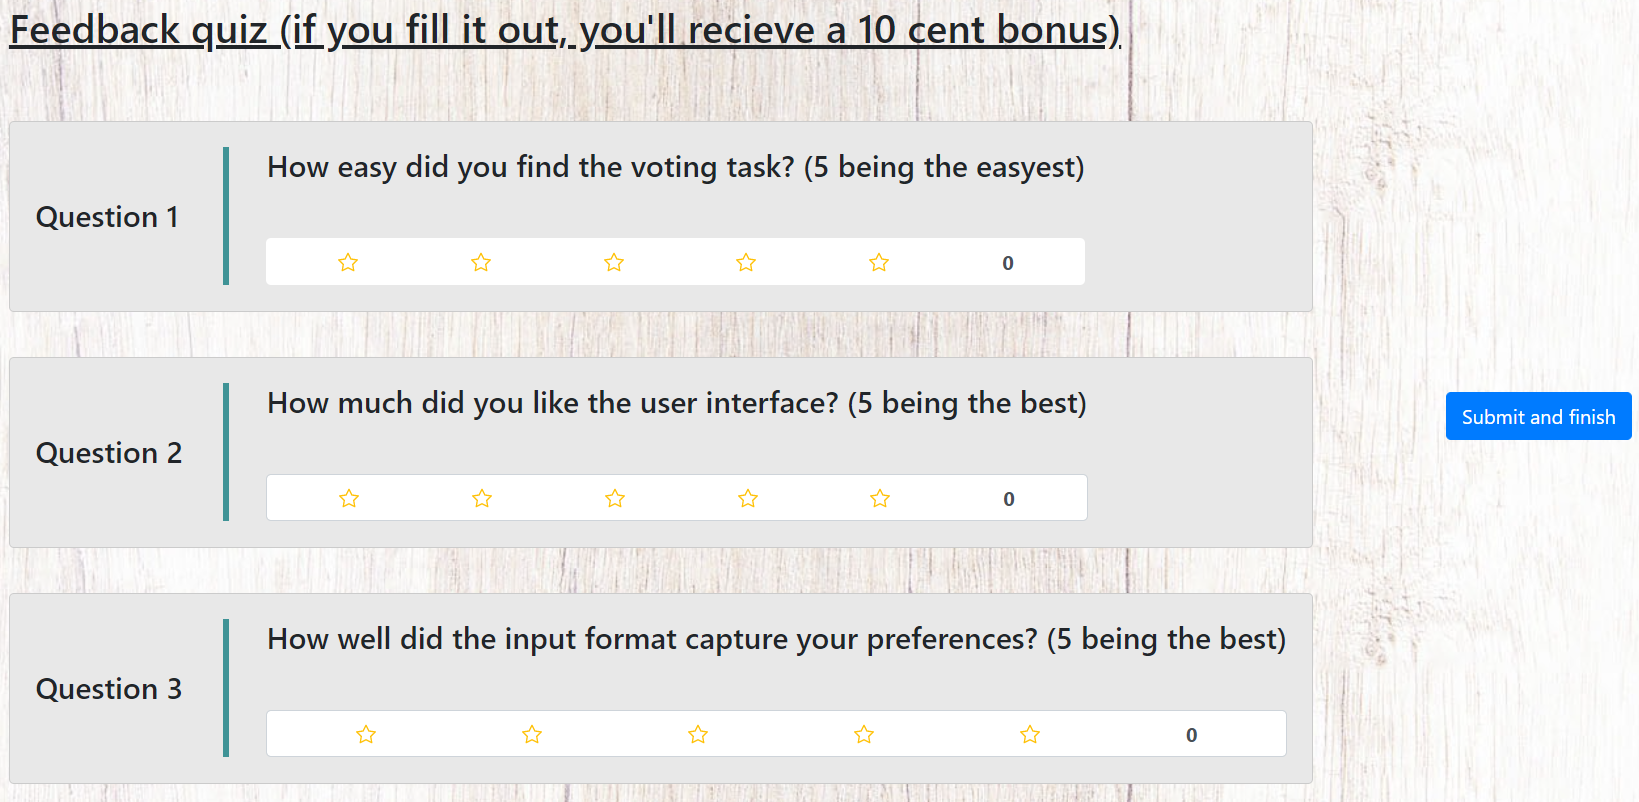 Feedback quiz (if you fill it out, you'll recieve a 10 cent bonus)
Question 1
How easy did you find the voting task? (5 being the easyest)
0
Question 2
How much did you like the user interface? (5 being the best)
0
Submit and finish
Question 3
How well did the input format capture your preferences? (5 being the best)
0